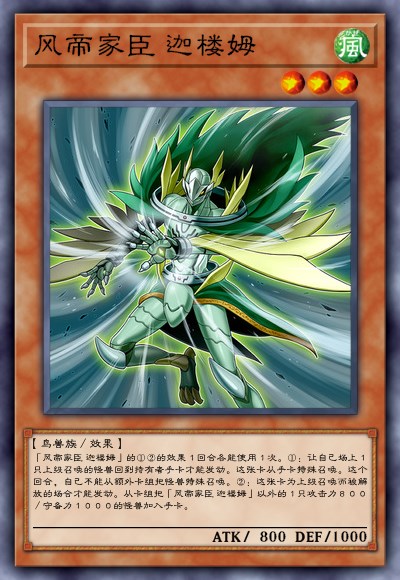 风帝家臣 迦楼姆
風
【鸟兽族／效果】
「风帝家臣 迦楼姆」的①②的效果１回合各能使用１次。①：让自己场上１
只上级召唤的怪兽回到持有者手卡才能发动。这张卡从手卡特殊召唤。这个
回合，自己不能从额外卡组把怪兽特殊召唤。②：这张卡为上级召唤而被解
放的场合才能发动。从卡组把「风帝家臣 迦楼姆」以外的１只攻击力８００
／守备力１０００的怪兽加入手卡。
ATK/ 800 DEF/1000